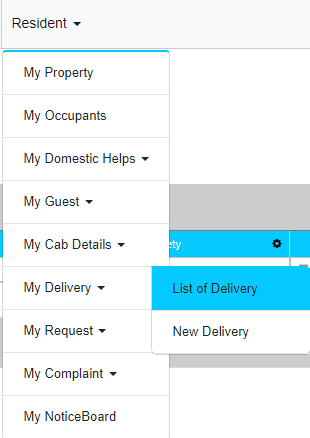 Resident
My Property
My Occupants
My Domestic Helps
My Guest
My Cab Details
My Delivery
List of Delivery
New Delivery
My Request
My Complaint
My NoticeBoard